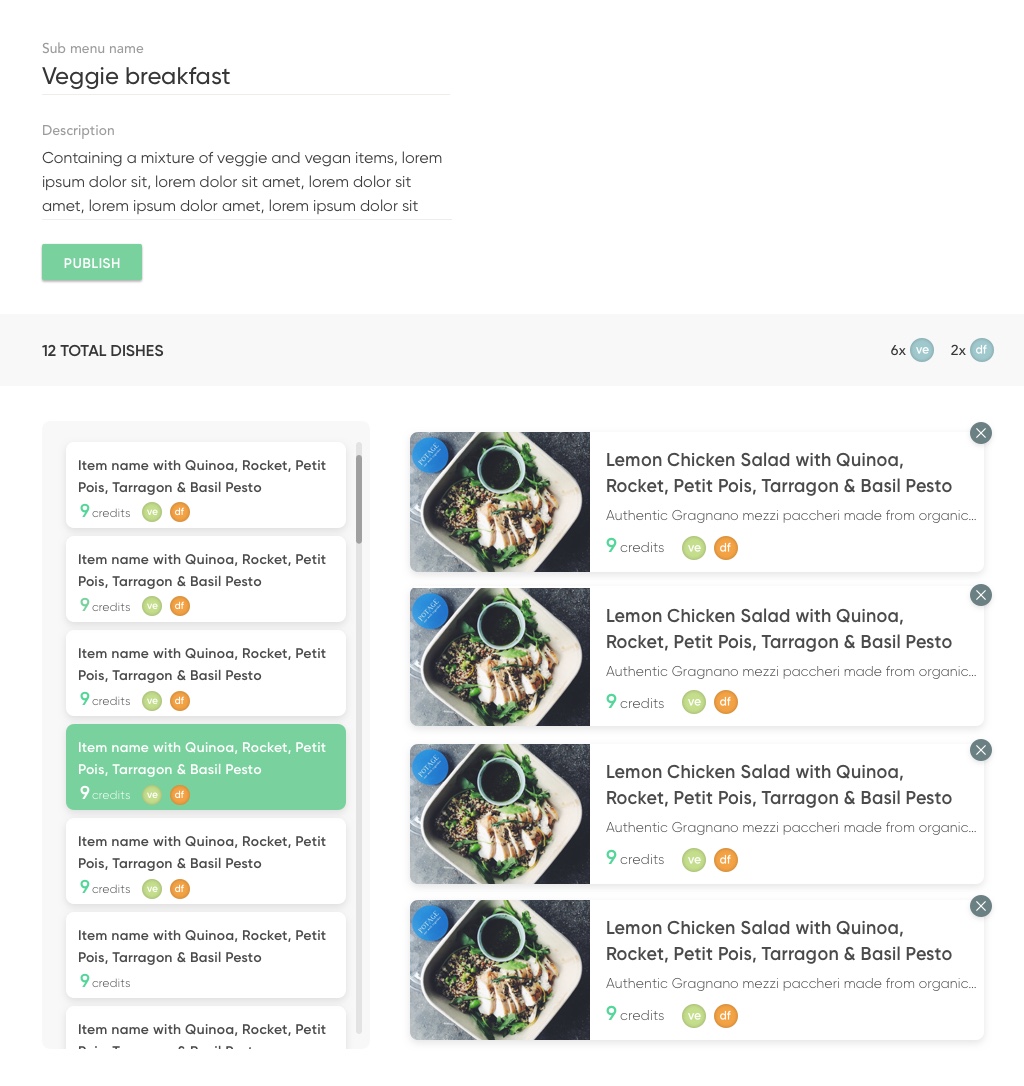 Sub menu name
Veggie breakfast
Description
Containing a mixture of veggie and vegan items, lorem
ipsum dolor sit, lorem dolor sit amet, lorem dolor sit
amet, lorem ipsum dolor amet, lorem ipsum dolor sit
PUBLISH
12 TOTAL DISHES
6x ve 2x df
Item name with Quinoa, Rocket, Petit
Pois, Tarragon & Basil Pesto
9 credits ve df
Item name with Quinoa, Rocket, Petit
Pois, Tarragon & Basil Pesto
9 credits ve df
Item name with Quinoa, Rocket, Petit
Pois, Tarragon & Basil Pesto
9 credits ve df
Item name with Quinoa, Rocket, Petit
Pois, Tarragon & Basil Pesto
9 credits ve df
Item name with Quinoa, Rocket, Petit
Pois, Tarragon & Basil Pesto
9 credits ve df
Item name with Quinoa, Rocket, Petit
Pois, Tarragon & Basil Pesto
9 credits
Item name with Quinoa, Rocket, Petit
Pois, Tarragon & Basil Pesto
POTAGE
Lemon Chicken Salad with Quinoa,
Rocket, Petit Pois, Tarragon & Basil Pesto
Authentic Gragnano mezzi paccheri made from organic...
9 credits ve df
POTAGE
Lemon Chicken Salad with Quinoa,
Rocket, Petit Pois, Tarragon & Basil Pesto
Authentic Gragnano mezzi paccheri made from organic...
9 credits ve df
POTAGE
Lemon Chicken Salad with Quinoa,
Rocket, Petit Pois, Tarragon & Basil Pesto
Authentic Gragnano mezzi paccheri made from organic...
9 credits ve df
POTAGE
Lemon Chicken Salad with Quinoa,
Rocket, Petit Pois, Tarragon & Basil Pesto
Authentic Gragnano mezzi paccheri made from organic...
9 credits ve df